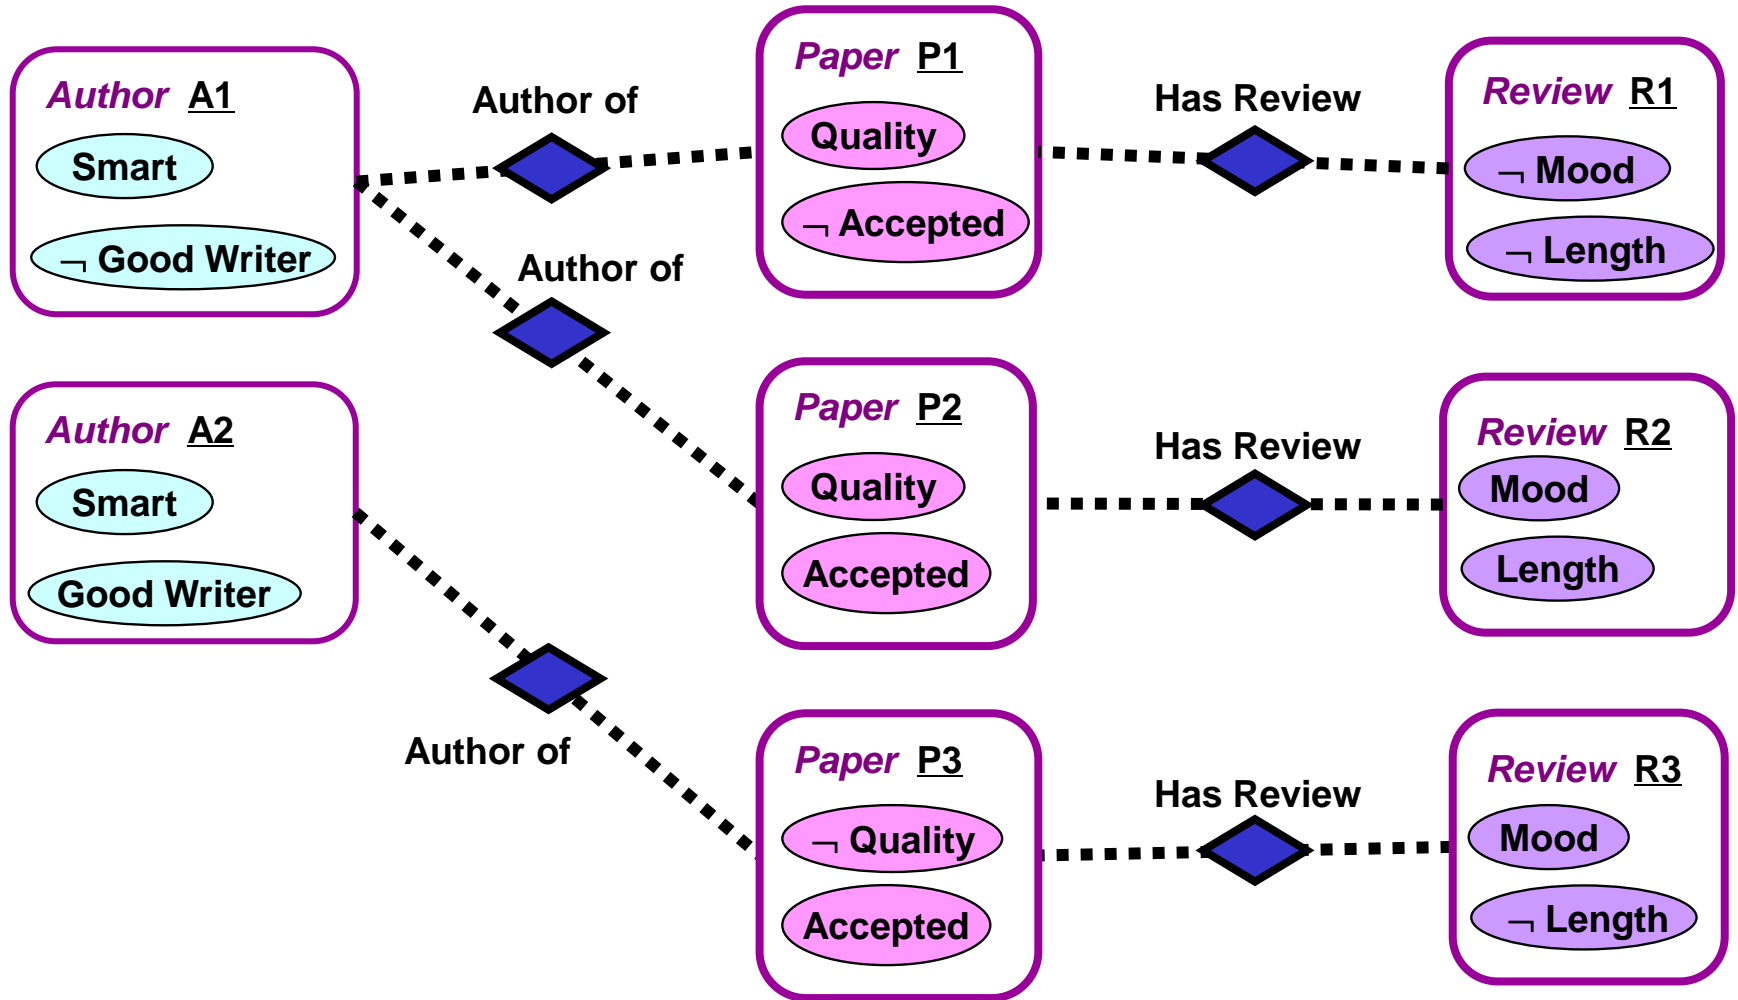 Author A1
Smart
¬ Good Writer
Author of
Author of
Paper P1
Quality
¬ Accepted
Has Review
Review R1
¬ Mood
¬ Length
Author A2
Smart
Good Writer
Author of
Paper P2
Quality
Accepted
Has Review
Review R2
Mood
Length
Paper P3
¬ Quality
Accepted
Has Review
Review R3
Mood
¬ Length